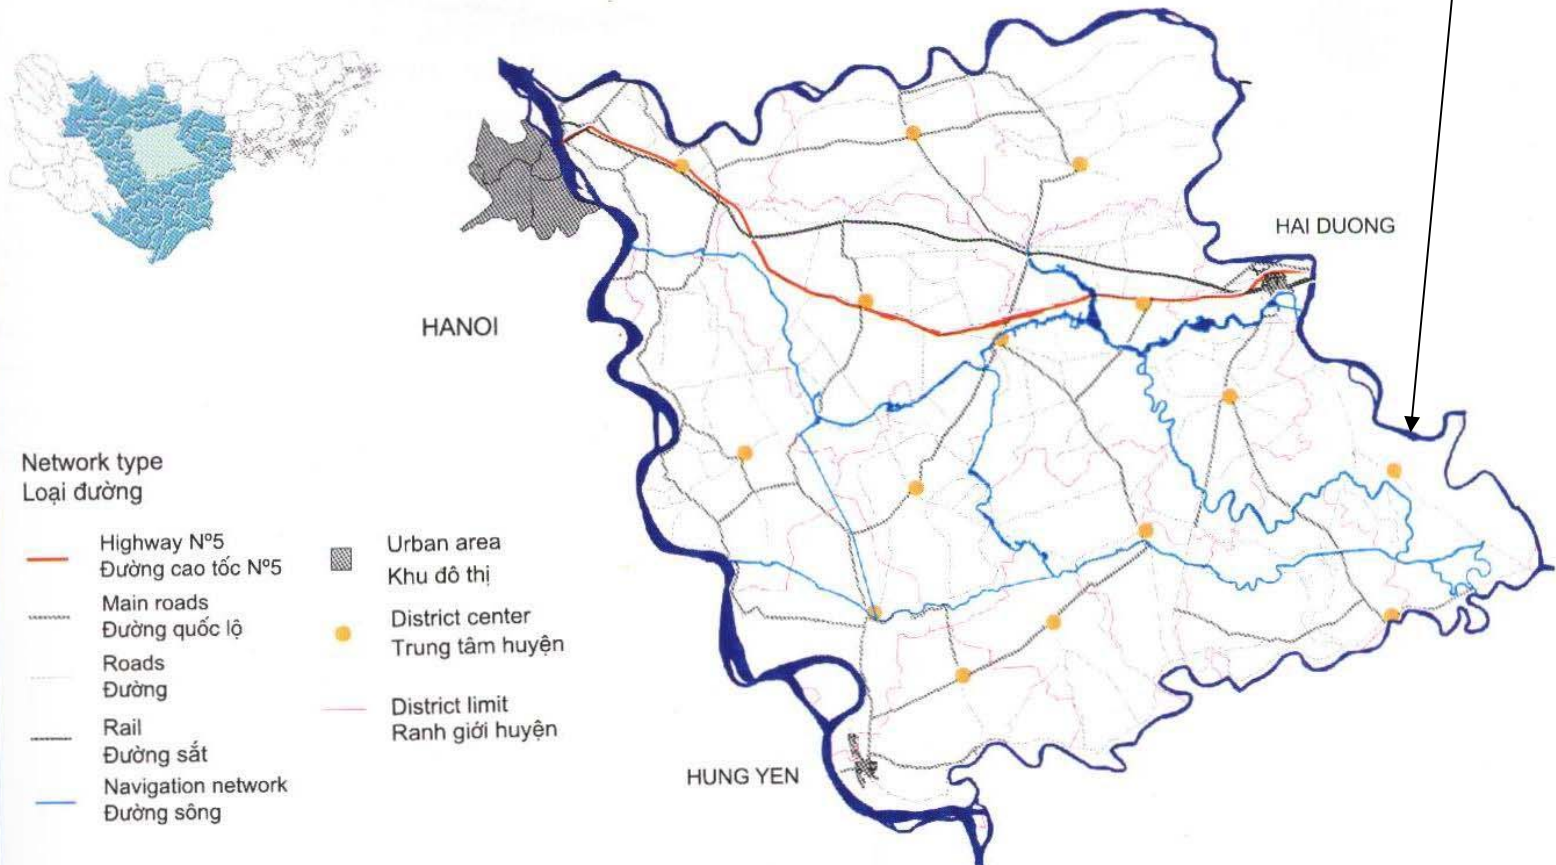 HAI DUONG
HANOI
Network type
Loại đường
Highway Nº5
Đường cao tốc Nº5
Main roads
Đường quốc lộ
Roads
Đường
Rail
Đường sắt
Navigation network
Đường sông
Urban area
Khu đô thị
District center
Trung tâm huyện
District limit
Ranh giới huyện
HUNG YEN